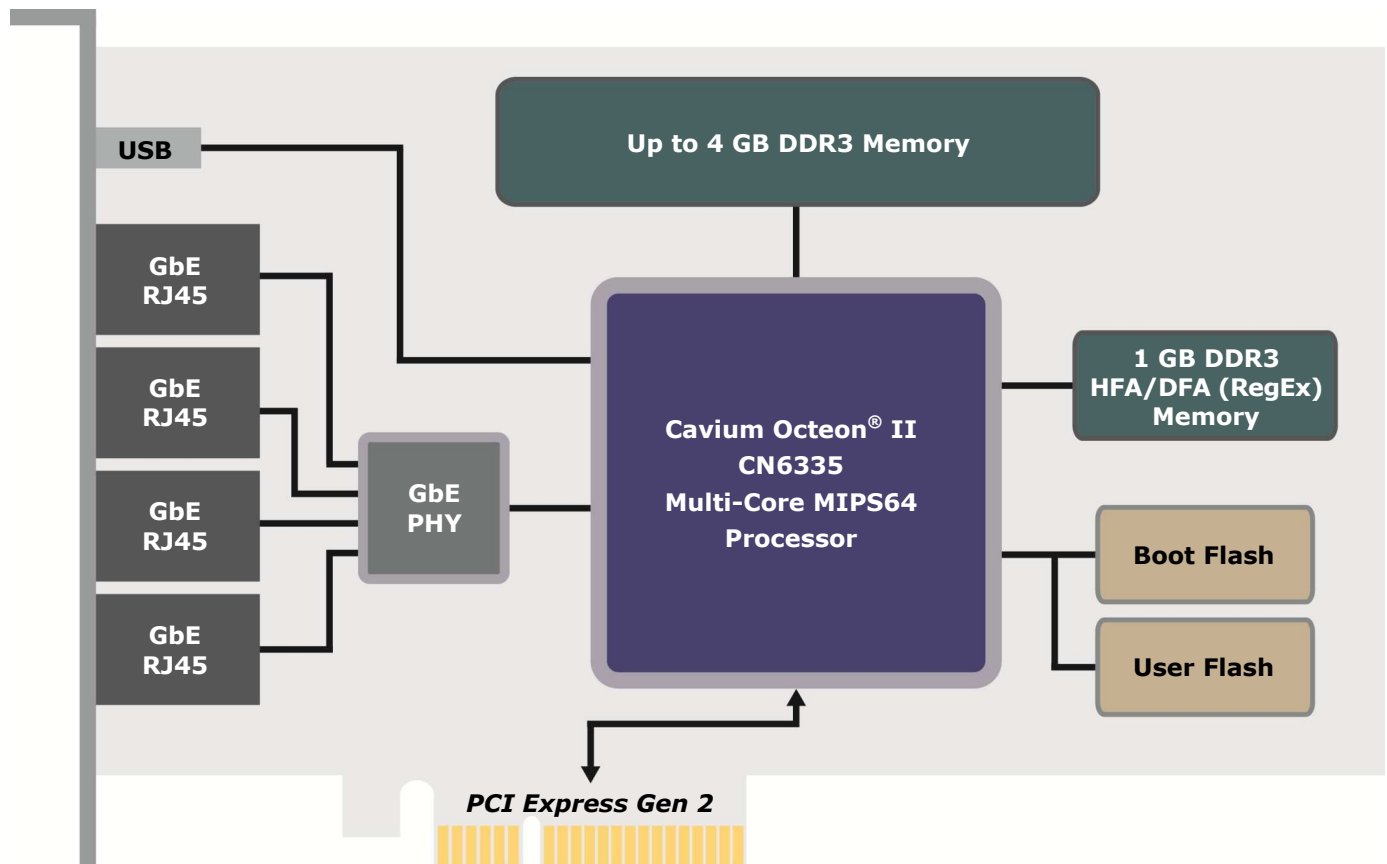 Up to 4 GB DDR3 Memory
USB
GbE
RJ45
GbE
RJ45
GbE
RJ45
GbE
RJ45
GbE
PHY
Cavium Octeon® II
CN6335
Multi-Core MIPS64
Processor
1 GB DDR3
HFA/DFA (RegEx)
Memory
Boot Flash
User Flash
PCI Express Gen 2